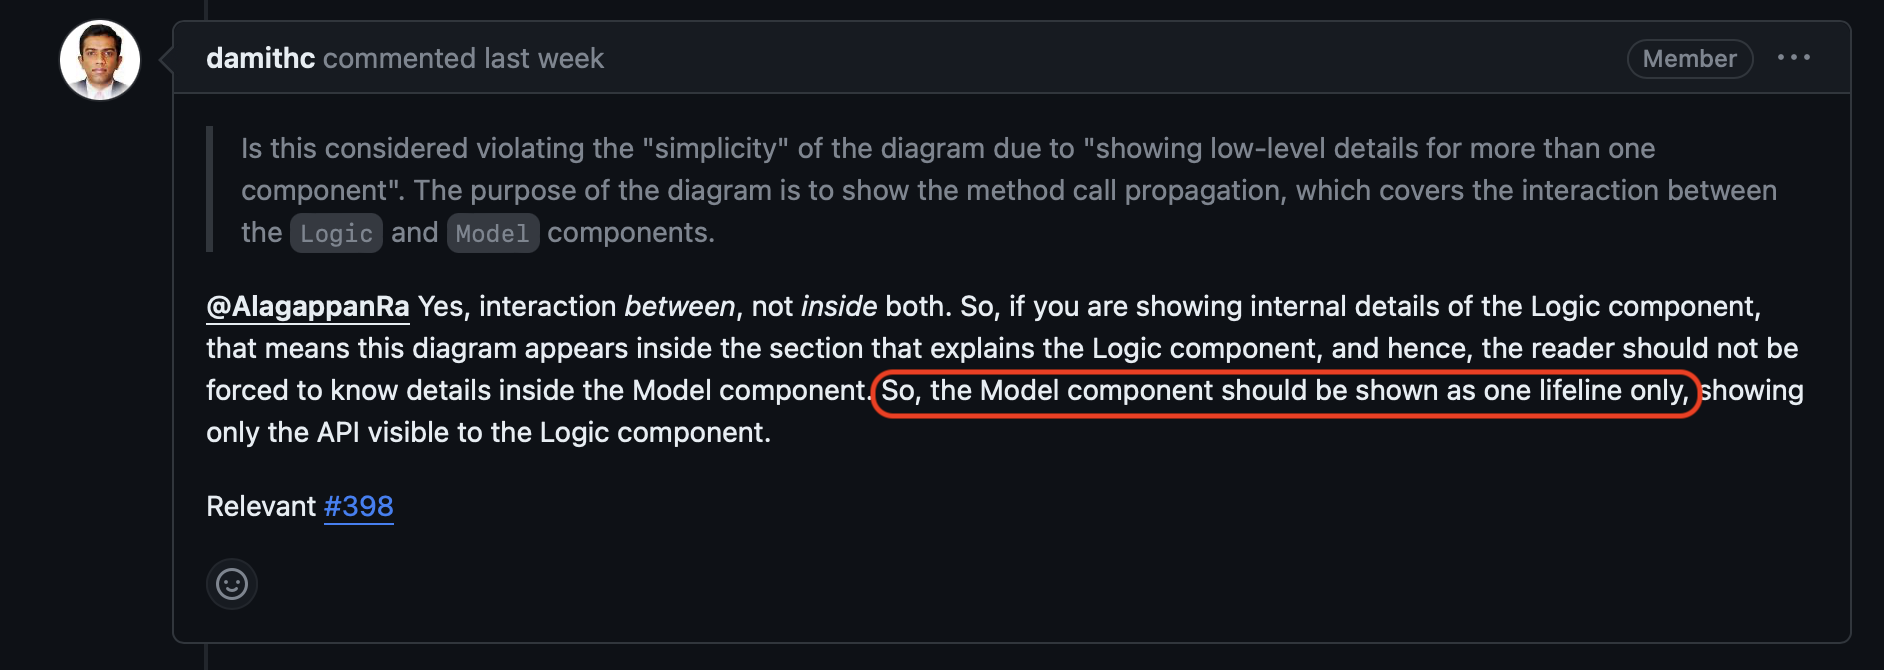 damithc commented last week
Member
Is this considered violating the "simplicity" of the diagram due to "showing low-level details for more than one
component". The purpose of the diagram is to show the method call propagation, which covers the interaction between
the Logic and Model components.
@AlagappanRa Yes, interaction between, not inside both. So, if you are showing internal details of the Logic component,
that means this diagram appears inside the section that explains the Logic component, and hence, the reader should not be
forced to know details inside the Model component. So, the Model component should be shown as one lifeline only, showing
only the API visible to the Logic component.
Relevant #398